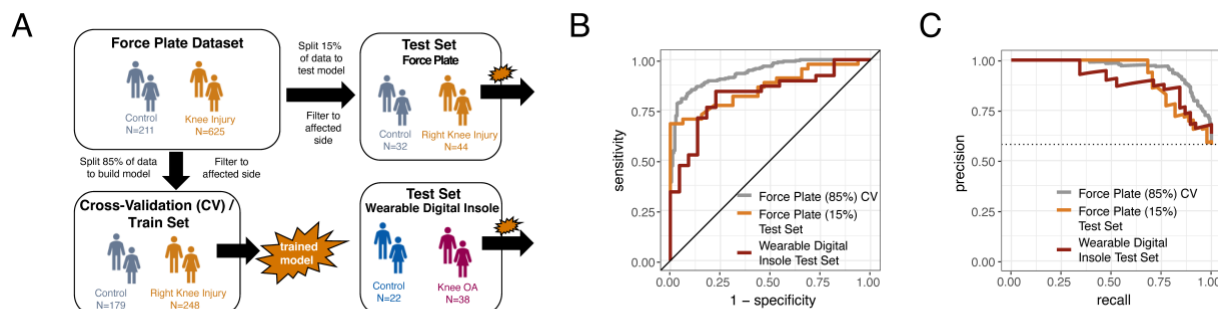 A
Force Plate Dataset
Control
N=211
Knee Injury
N=625
Split 15%
of data to
test model
Filter to
affected
side
Test Set
Force Plate
Control
N=32
Right Knee Injury
N=44
Split 85% of data
to build model
Filter to
affected side
Cross-Validation (CV) /
Train Set
Control
N=179
Right Knee Injury
N=248
trained
model
Test Set
Wearable Digital Insole
Control
N=22
Knee OA
N=38
B
sensitivity
1.00
0.75
0.50
0.25
0.00
Force Plate (85%) CV
Force Plate (15%)
Test Set
Wearable Digital
Insole Test Set
0.00 0.25 0.50 0.75 1.00
1 − specificity
C
precision
1.00
0.75
0.50
0.25
0.00
Force Plate (85%) CV
Force Plate (15%)
Test Set
Wearable Digital
Insole Test Set
0.00 0.25 0.50 0.75 1.00
recall